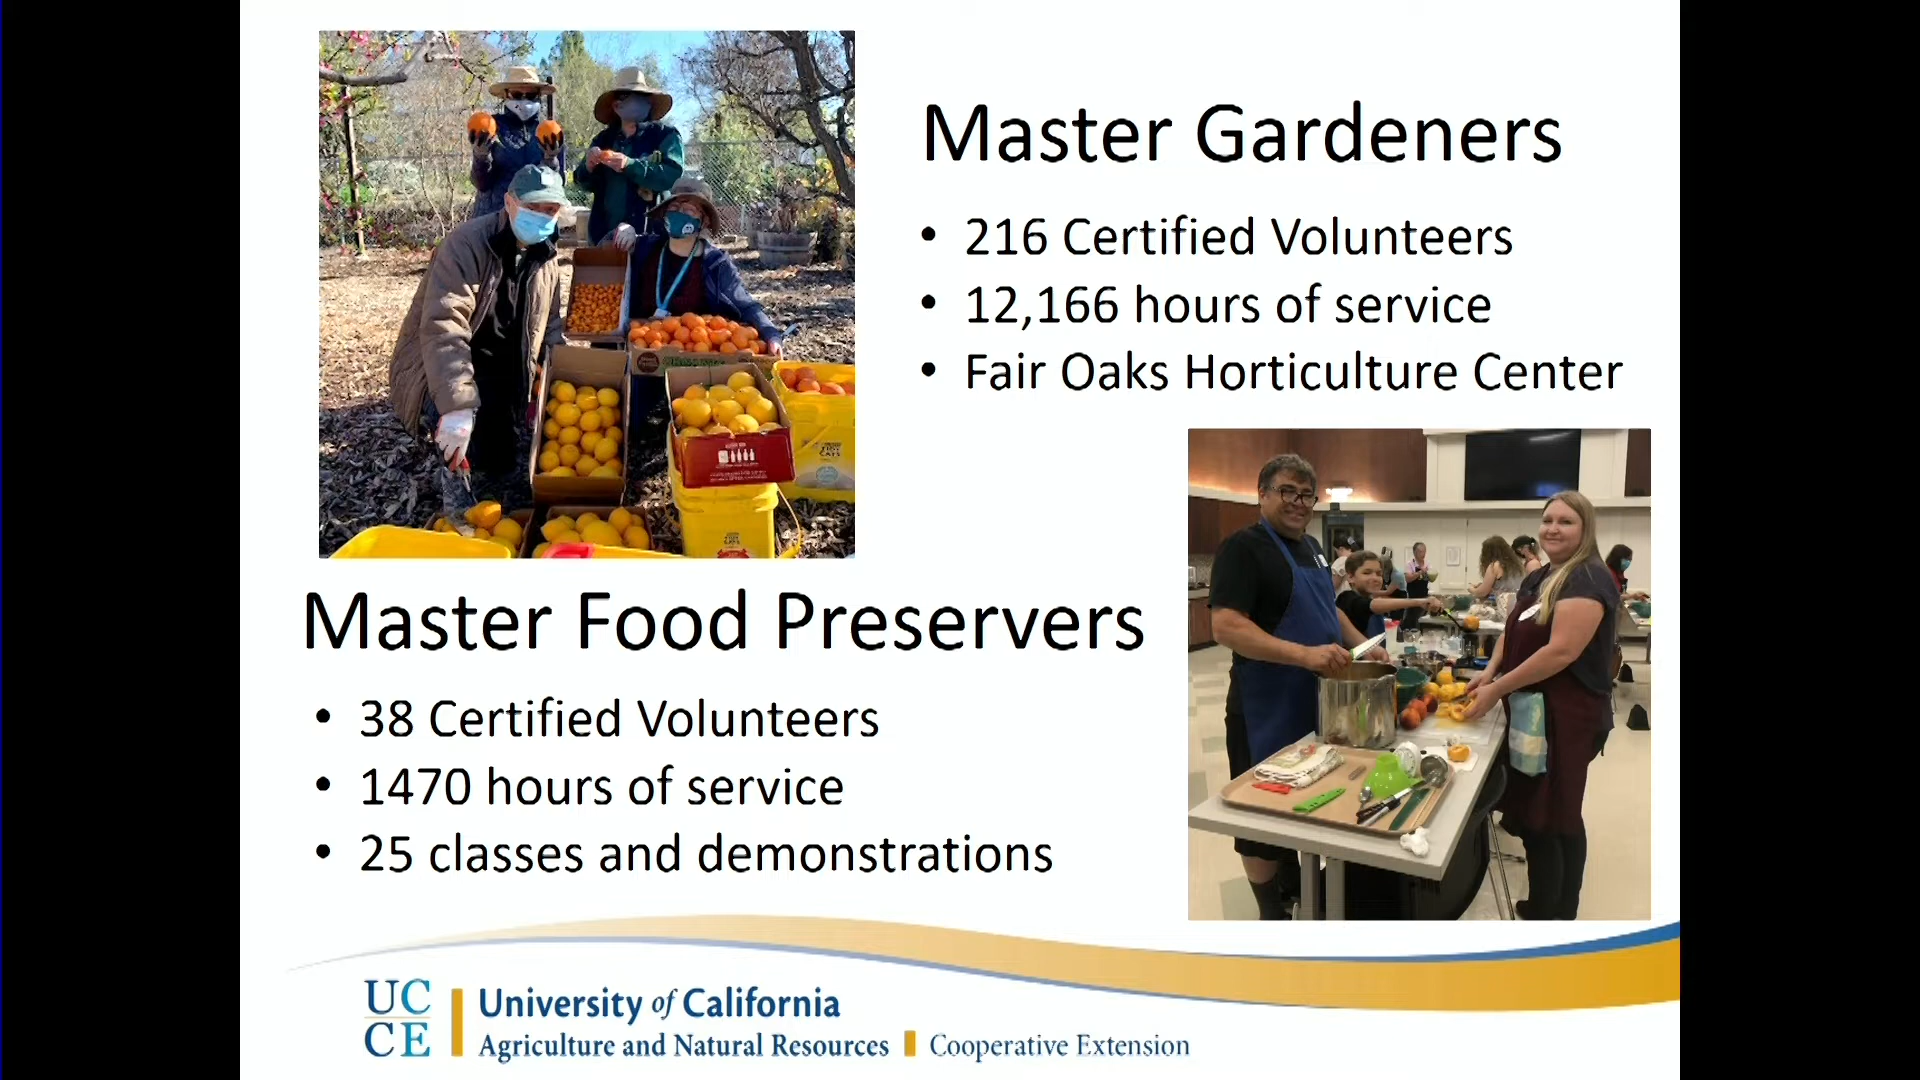 Master Gardeners
• 216 Certified Volunteers
• 12,166 hours of service
• Fair Oaks Horticulture Center
Master Food Preservers
• 38 Certified Volunteers
• 1470 hours of service
• 25 classes and demonstrations
UC
CE
University of California
Agriculture and Natural Resources
Cooperative Extension